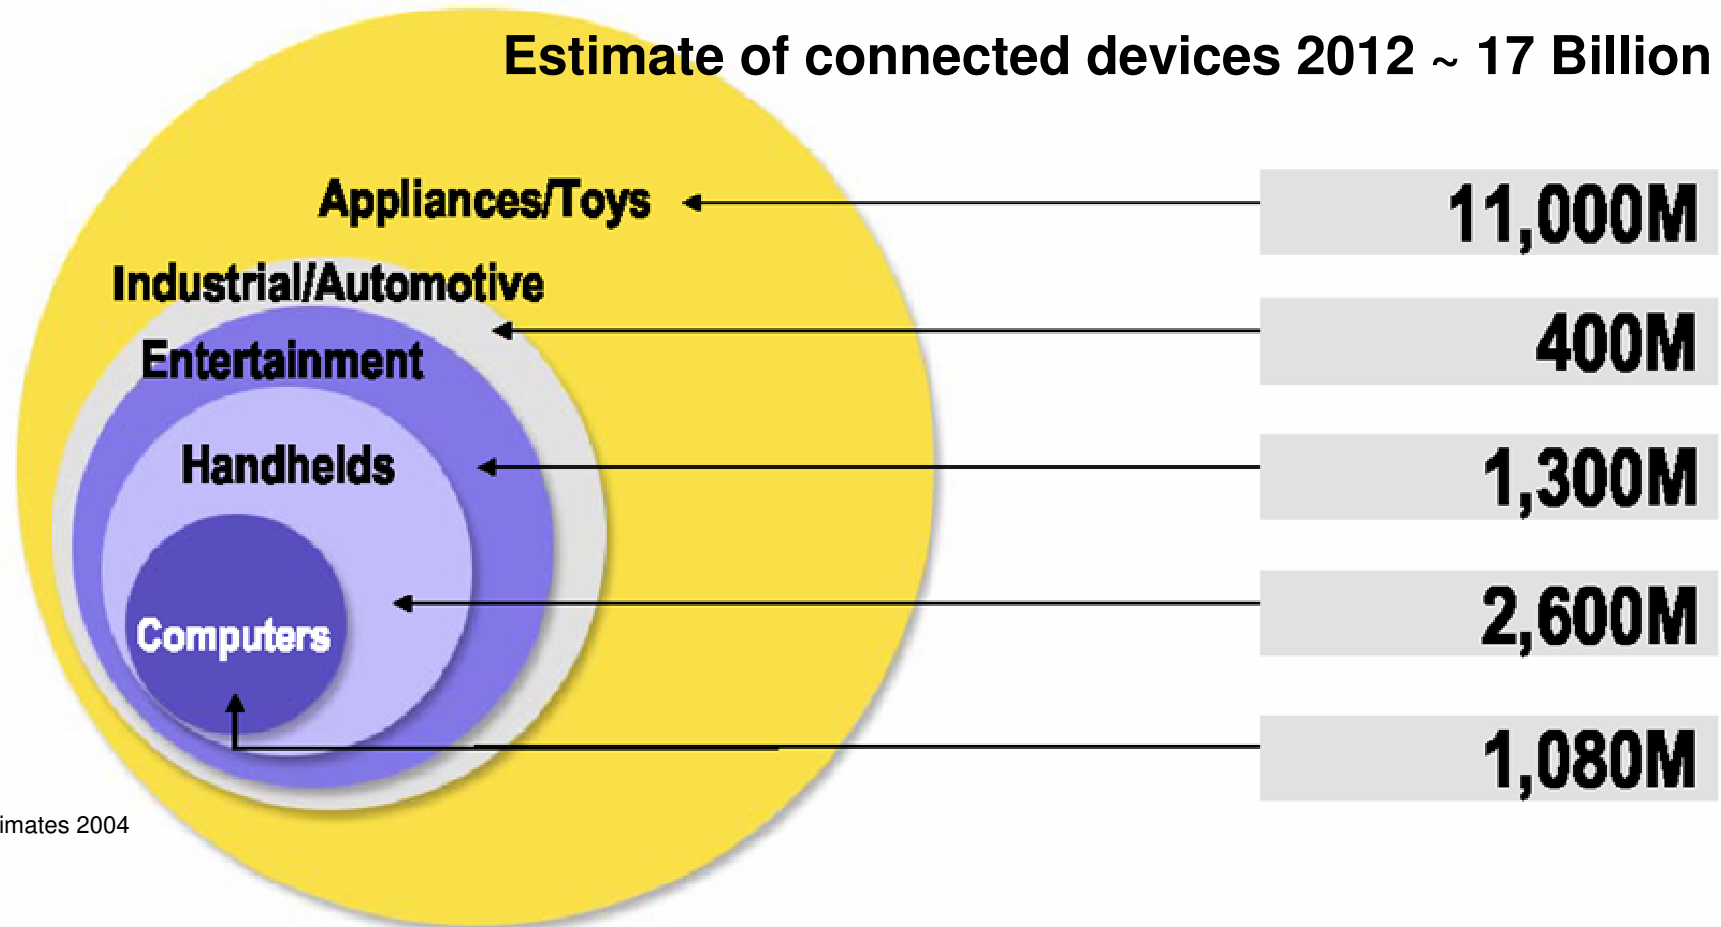 Estimate of connected devices 2012 ~ 17 Billion
Appliances/Toys
11,000M
Industrial/Automotive
400M
Entertainment
Handhelds
1,300M
2,600M
Computers
1,080M
imates 2004